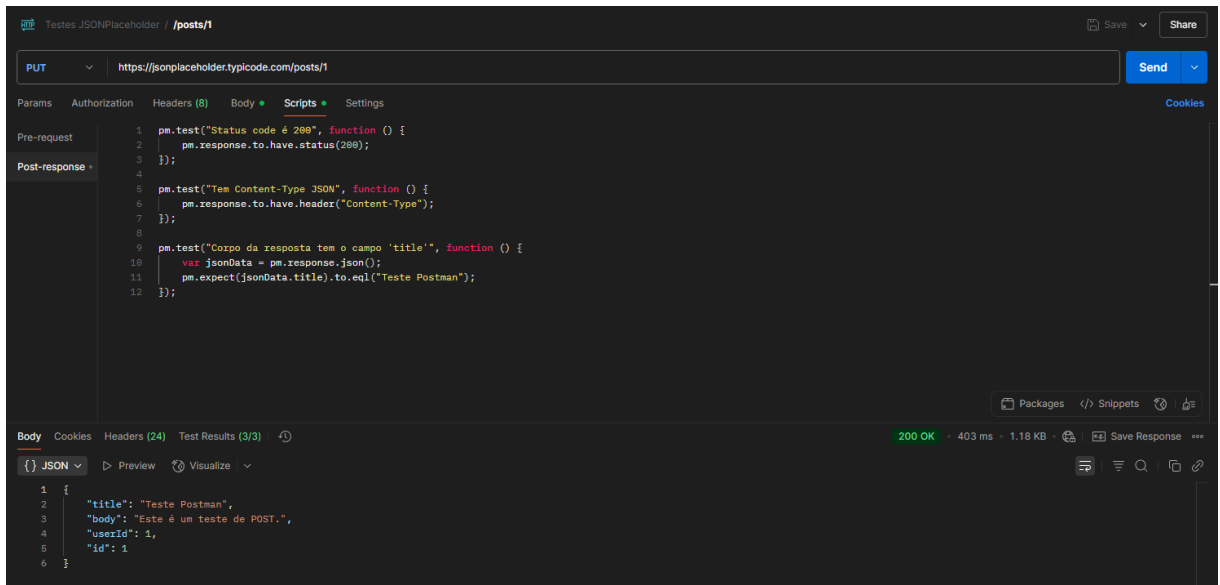 HTTP Testes JSONPlaceholder / /posts/1 Save Share
PUT https://jsonplaceholder.typicode.com/posts/1 Send
Params Authorization Headers (8) Body Scripts Settings Cookies
Pre-request
Post-response
1 pm.test("Status code é 200", function () {
2 pm.response.to.have.status(200);
3 });
4
5 pm.test("Tem Content-Type JSON", function () {
6 pm.response.to.have.header("Content-Type");
7 });
8
9 pm.test("Corpo da resposta tem o campo 'title'", function () {
10 var jsonData = pm.response.json();
11 pm.expect(jsonData.title).to.eql("Teste Postman");
12 });
Packages </> Snippets
Body Cookies Headers (24) Test Results (3/3) 200 OK • 403 ms • 1.18 KB • Save Response
{} JSON Preview Visualize
1 {
2 "title": "Teste Postman",
3 "body": "Este é um teste de POST.",
4 "userId": 1,
5 "id": 1
6 }